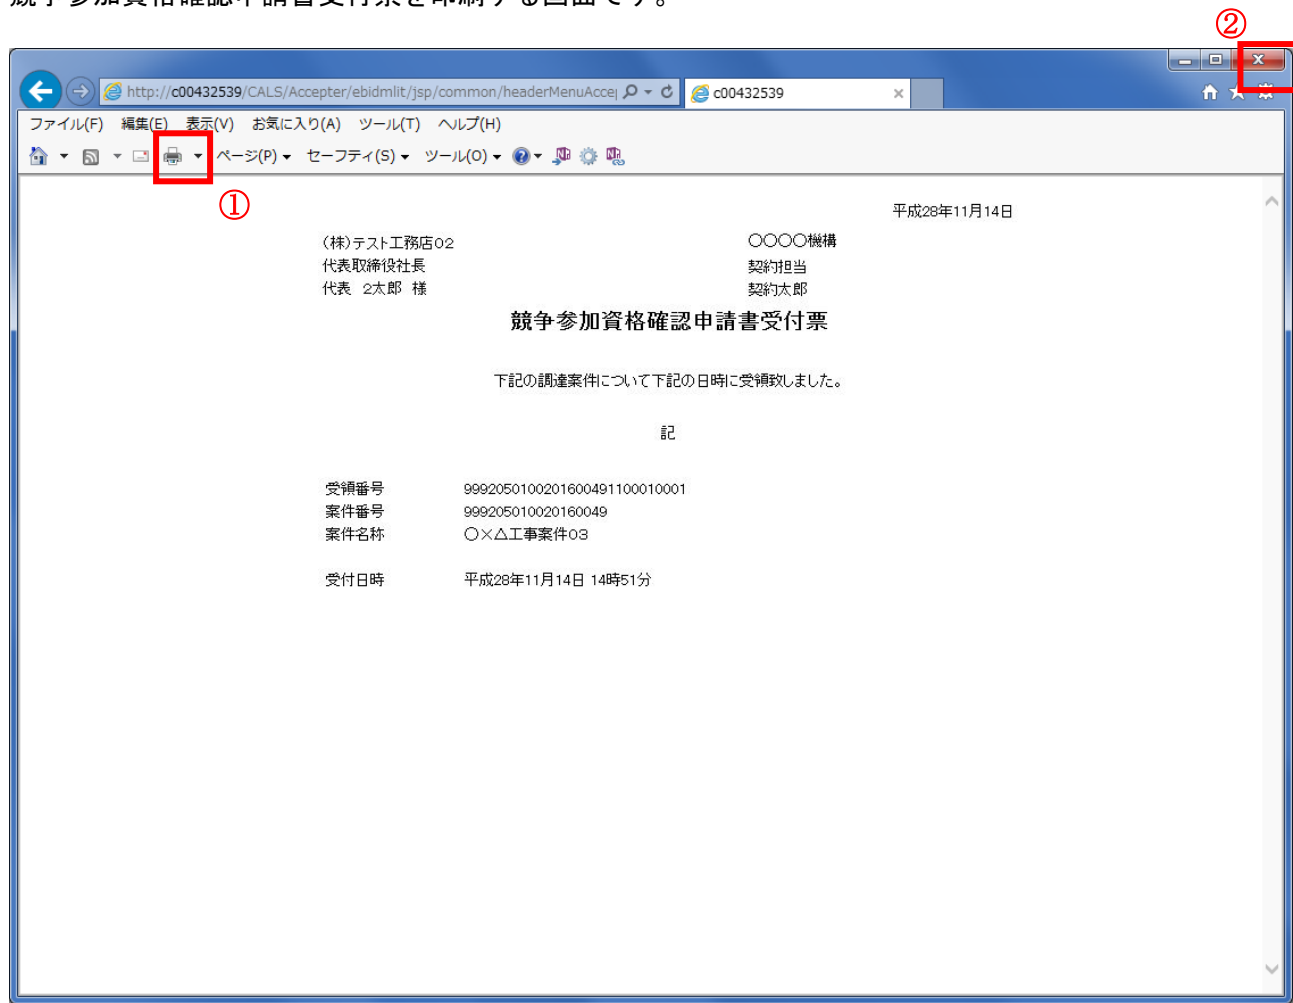 競争参加資格確認申請書受付票を印刷する画面です。
②
http://c00432539/CALS/Accepter/ebidmlit/jsp/common/headerMenuAccep
c00432539
ファイル(F) 編集(E) 表示(V) お気に入り(A) ツール(T) ヘルプ(H)
ページ(P) セーフティ(S) ツール(O)
①
平成28年11月14日
(株)テスト工務店02 〇〇〇〇機構
代表取締役社長 契約担当
代表 2太郎 様 契約太郎
競争参加資格確認申請書受付票
下記の調達案件について下記の日時に受領致しました。
記
受領番号 9992050100201600491100010001
案件番号 999205010020160049
案件名称 〇×△工事案件03
受付日時 平成28年11月14日 14時51分